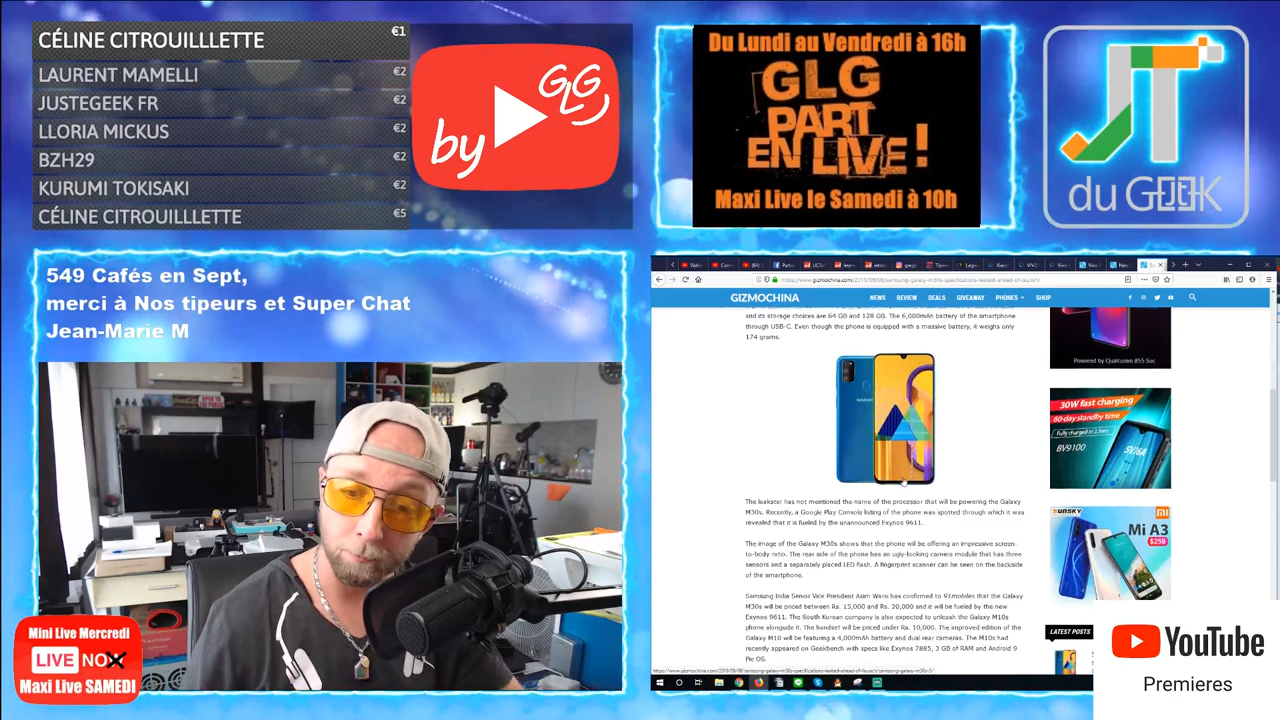 CÉLINE CITROUILLLETTE €1
LAURENT MAMELLI €2
JUSTEGEEK FR €2
LLORIA MICKUS €2
BZH29 €2
KURUMI TOKISAKI €2
CÉLINE CITROUILLLETTE €5
by GLG
Du Lundi au Vendredi à 16h
GLG
PART
EN LIVE !
Maxi Live le Samedi à 10h
JT
du GEEK
549 Cafés en Sept,
merci à Nos tipeurs et Super Chat
Jean-Marie M
Mini Live Mercredi
LIVE NOX
Maxi Live SAMEDI
GIZMOCHINA
NEWS REVIEW DEALS GIVEAWAY PHONES SHOP
and its storage choices are 64 GB and 128 GB. The 6,000mAh battery of the smartphone
through USB-C. Even though the phone is equipped with a massive battery, it weighs only
174 grams.
SAMSUNG
The leakster has not mentioned the name of the processor that will be powering the Galaxy
M30s. Recently, a Google Play Console listing of the phone was spotted through which it was
revealed that it is fueled by the unannounced Exynos 9611.
The image of the Galaxy M30s shows that the phone will be offering an impressive screen-
to-body ratio. The rear side of the phone has an ugly-looking camera module that has three
sensors and a separately placed LED flash. A fingerprint scanner can be seen on the backside
of the smartphone.
Samsung India Senior Vice President Asim Warsi has confirmed to 91mobiles that the Galaxy
M30s will be priced between Rs. 15,000 and Rs. 20,000 and it will be fueled by the new
Exynos 9611. The South Korean company is also expected to unleash the Galaxy M10s
phone alongside it. The handset will be priced under Rs. 10,000. The improved edition of the
Galaxy M10 will be featuring a 4,000mAh battery and dual rear cameras. The M10s had
recently appeared on Geekbench with specs like Exynos 7885, 3 GB of RAM and Android 9
Pie OS.
Powered by Qualcomm 855 Soc
30W fast charging
60-day standby time
Fully charged in 2.5hrs
BV9100
SUNSKY
Mi A3
$259
LATEST POSTS
YouTube
Premieres